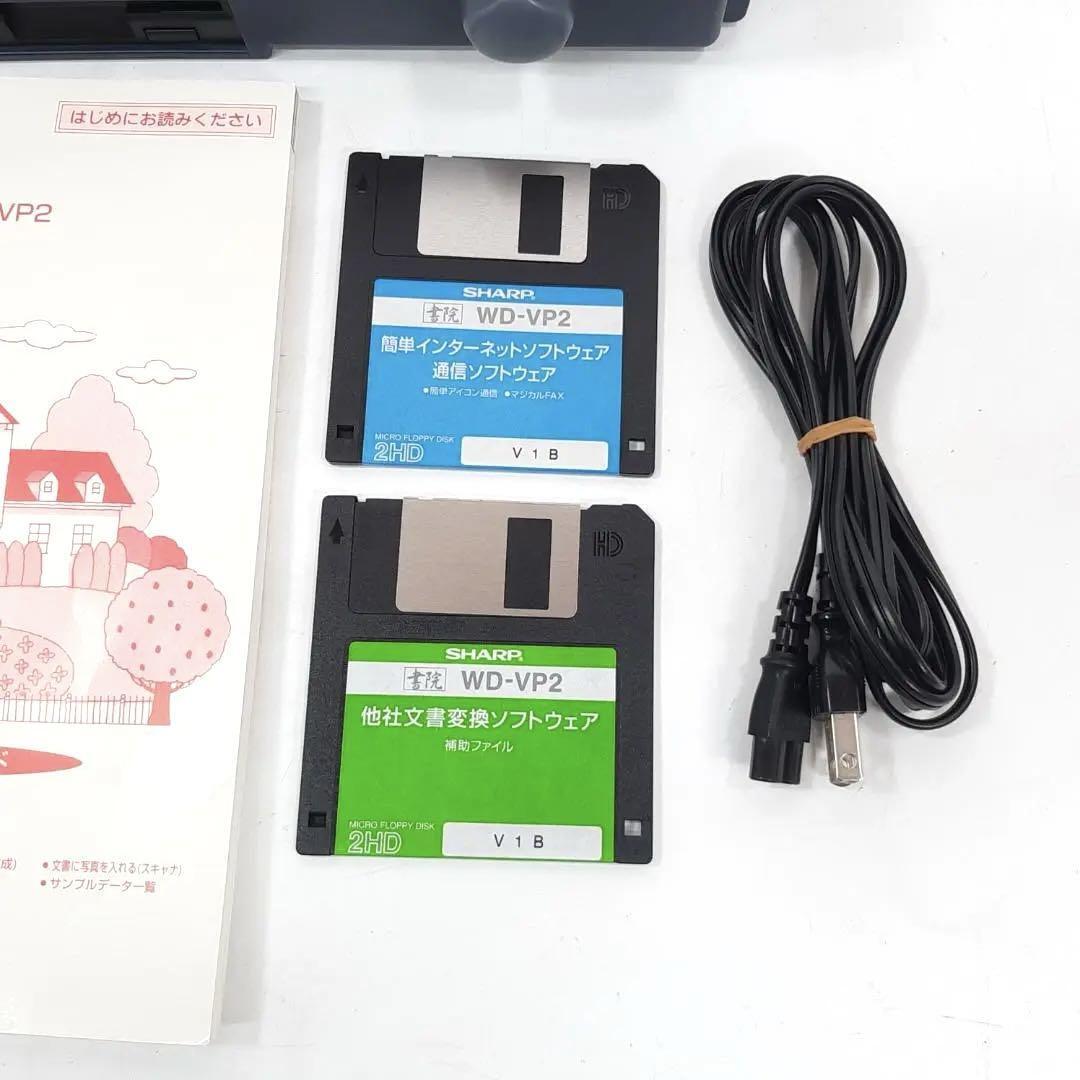 はじめにお読みください
VP2
成)
●文書に写真を入れる(スキャナ)
●サンプルデータ一覧
HD
SHARP
書院 WD-VP2
簡単インターネットソフトウェア
通信ソフトウェア
●簡単アイコン通信 ●マジカルFAX
MICRO FLOPPY DISK
2HD
V 1 B
HD
SHARP
書院 WD-VP2
他社文書変換ソフトウェア
補助ファイル
MICRO FLOPPY DISK
2HD
V 1 B